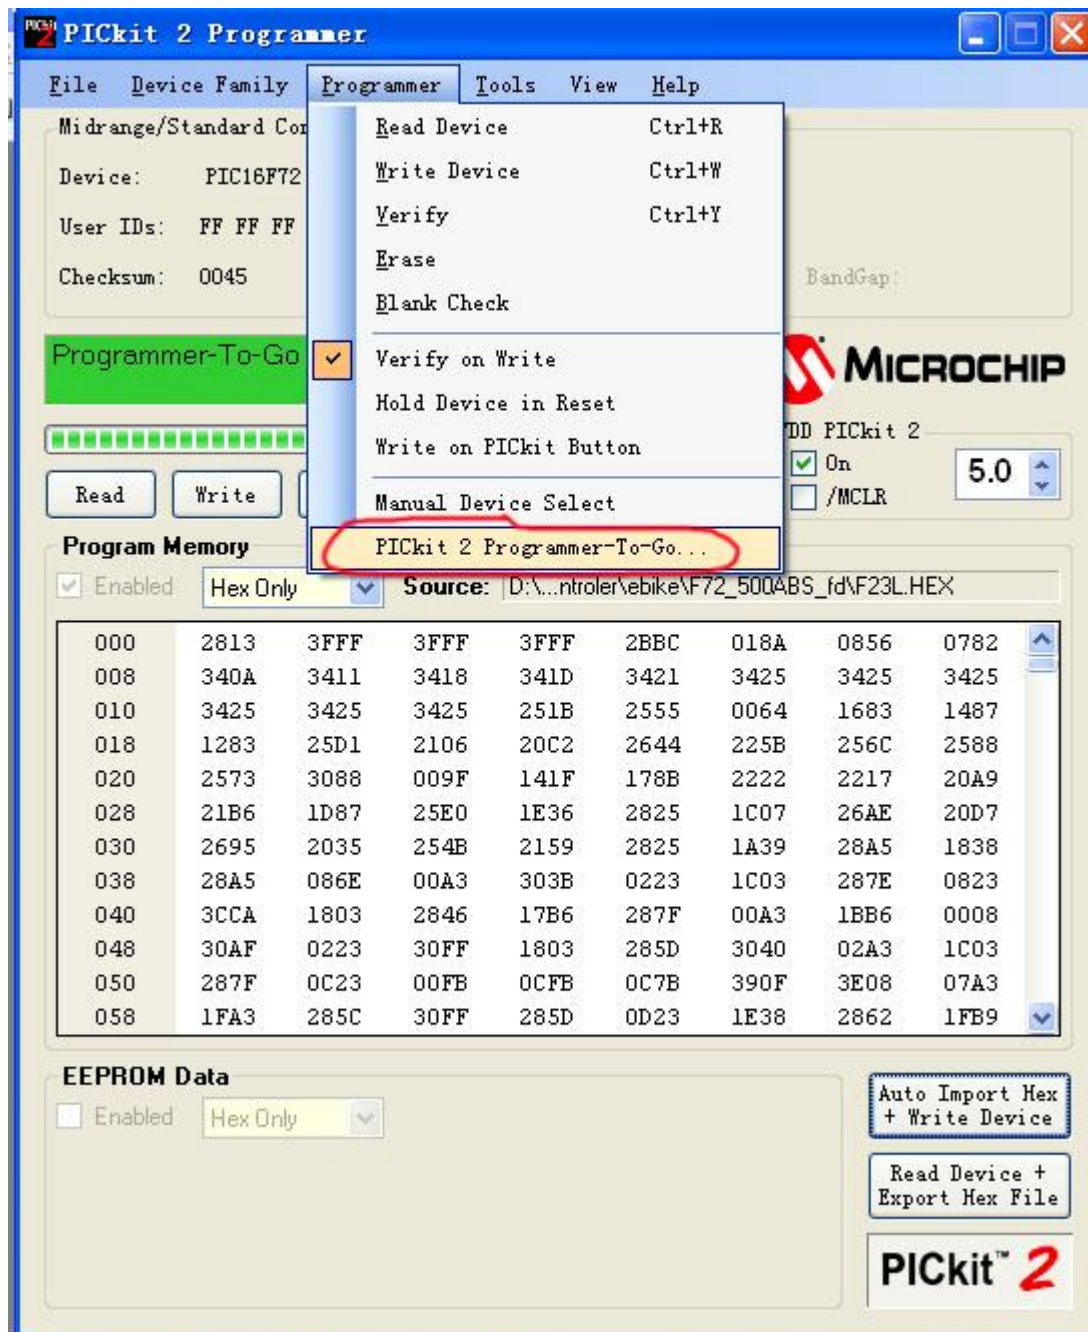 PICkit 2 Programmer
File Device Family Programmer Tools View Help
Midrange/Standard
Device: PIC16F72
User IDs: FF FF FF
Checksum: 0045
BandGap:
Read Device Ctrl+R
Write Device Ctrl+W
Verify Ctrl+Y
Erase
Blank Check
Verify on Write
Hold Device in Reset
Write on PICkit Button
Manual Device Select
PICkit 2 Programmer-To-Go...
Programmer-To-Go
MICROCHIP
PICkit 2
On
/MCLR
5.0
Read Write
Program Memory
Enabled Hex Only Source: D:\...ntroler\ebike\F72_500ABS_fd\F23L.HEX
000 2813 3FFF 3FFF 3FFF 2BBC 018A 0856 0782
008 340A 3411 3418 341D 3421 3425 3425 3425
010 3425 3425 3425 251B 2555 0064 1683 1487
018 1283 25D1 2106 20C2 2644 225B 256C 2588
020 2573 3088 009F 141F 178B 2222 2217 20A9
028 21B6 1D87 25E0 1E36 2825 1C07 26AE 20D7
030 2695 2035 254B 2159 2825 1A39 28A5 1838
038 28A5 086E 00A3 303B 0223 1C03 287E 0823
040 3CCA 1803 2846 17B6 287F 00A3 1BB6 0008
048 30AF 0223 30FF 1803 285D 3040 02A3 1C03
050 287F 0C23 00FB 0CFB 0C7B 390F 3E08 07A3
058 1FA3 285C 30FF 285D 0D23 1E38 2862 1FB9
EEPROM Data
Enabled Hex Only
Auto Import Hex
+ Write Device
Read Device +
Export Hex File
PICkit™ 2